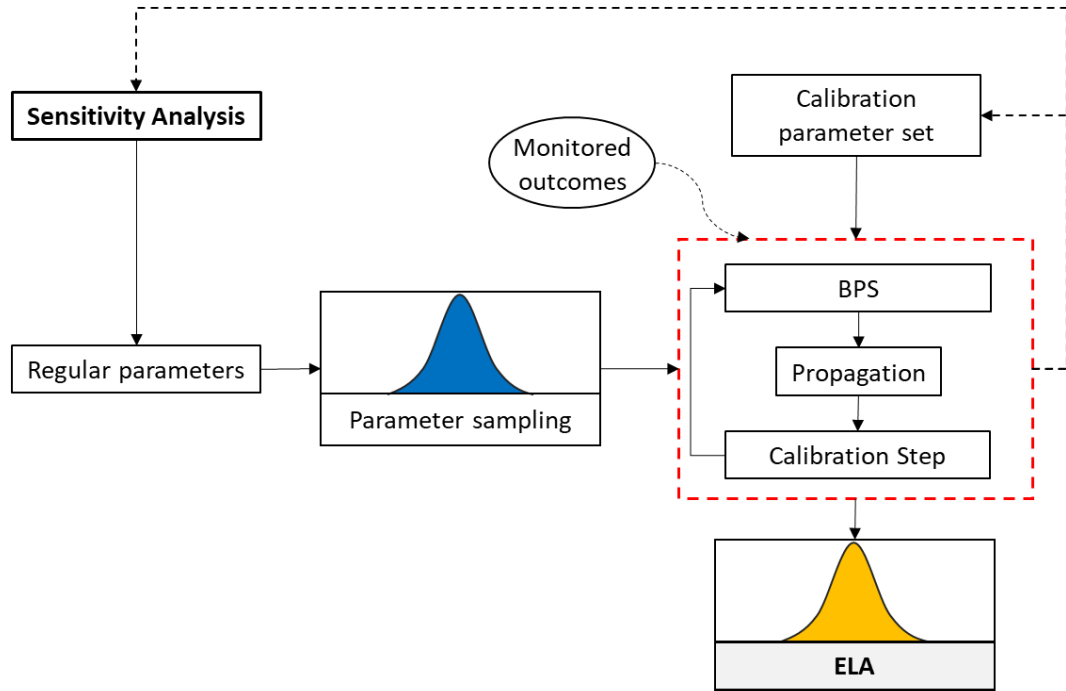 Sensitivity Analysis
Calibration
parameter set
Monitored
outcomes
BPS
Regular parameters
Propagation
Parameter sampling
Calibration Step
ELA